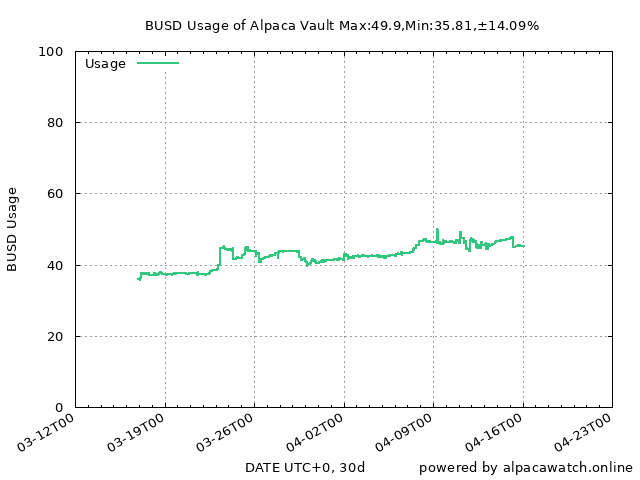 BUSD Usage of Alpaca Vault Max:49.9,Min:35.81,±14.09%
100
Usage
80
60
BUSD Usage
40
20
0
03-12T00
03-19T00
03-26T00
04-02T00
04-09T00
04-16T00
04-23T00
DATE UTC+0, 30d
powered by alpacawatch.online